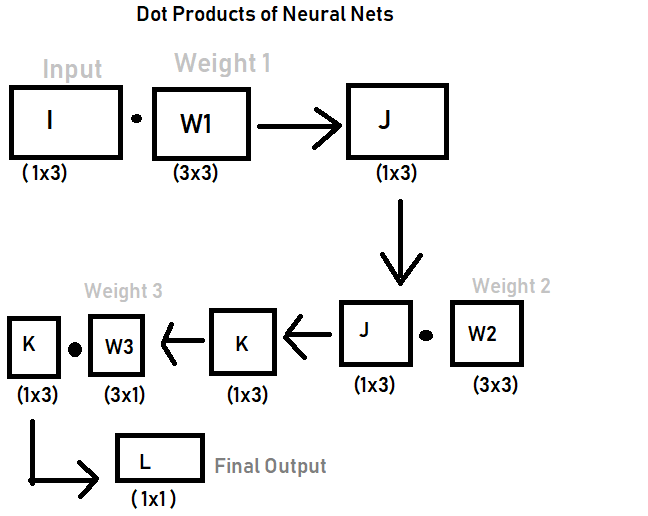 Dot Products of Neural Nets
Input
Weight 1
I
W1
J
( 1x3)
(3x3)
(1x3)
Weight 3
Weight 2
K
W3
K
J
W2
(1x3)
(3x1)
(1x3)
(1x3)
(3x3)
L
Final Output
( 1x1 )